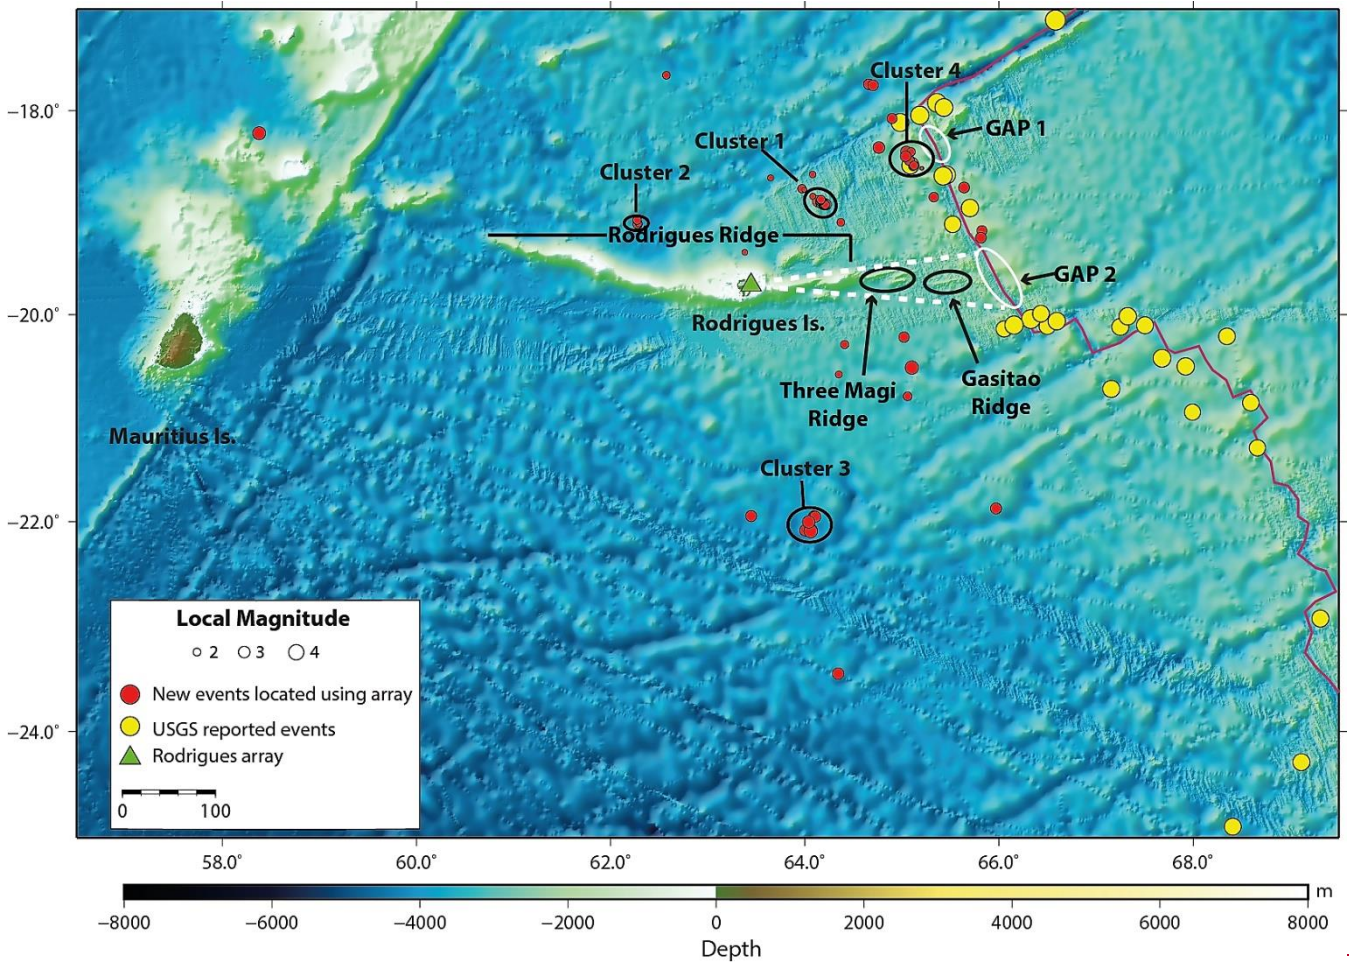 Cluster 4
−18.0°
GAP 1
Cluster 1
Cluster 2
Rodrigues Ridge
GAP 2
−20.0°
Rodrigues Is.
Three Magi
Ridge
Gasitao
Ridge
Mauritius Is.
Cluster 3
−22.0°
Local Magnitude
2 3 4
New events located using array
USGS reported events
Rodrigues array
0 100
−24.0°
58.0° 60.0° 62.0° 64.0° 66.0° 68.0°
m
−8000 −6000 −4000 −2000 0 2000 4000 6000 8000
Depth